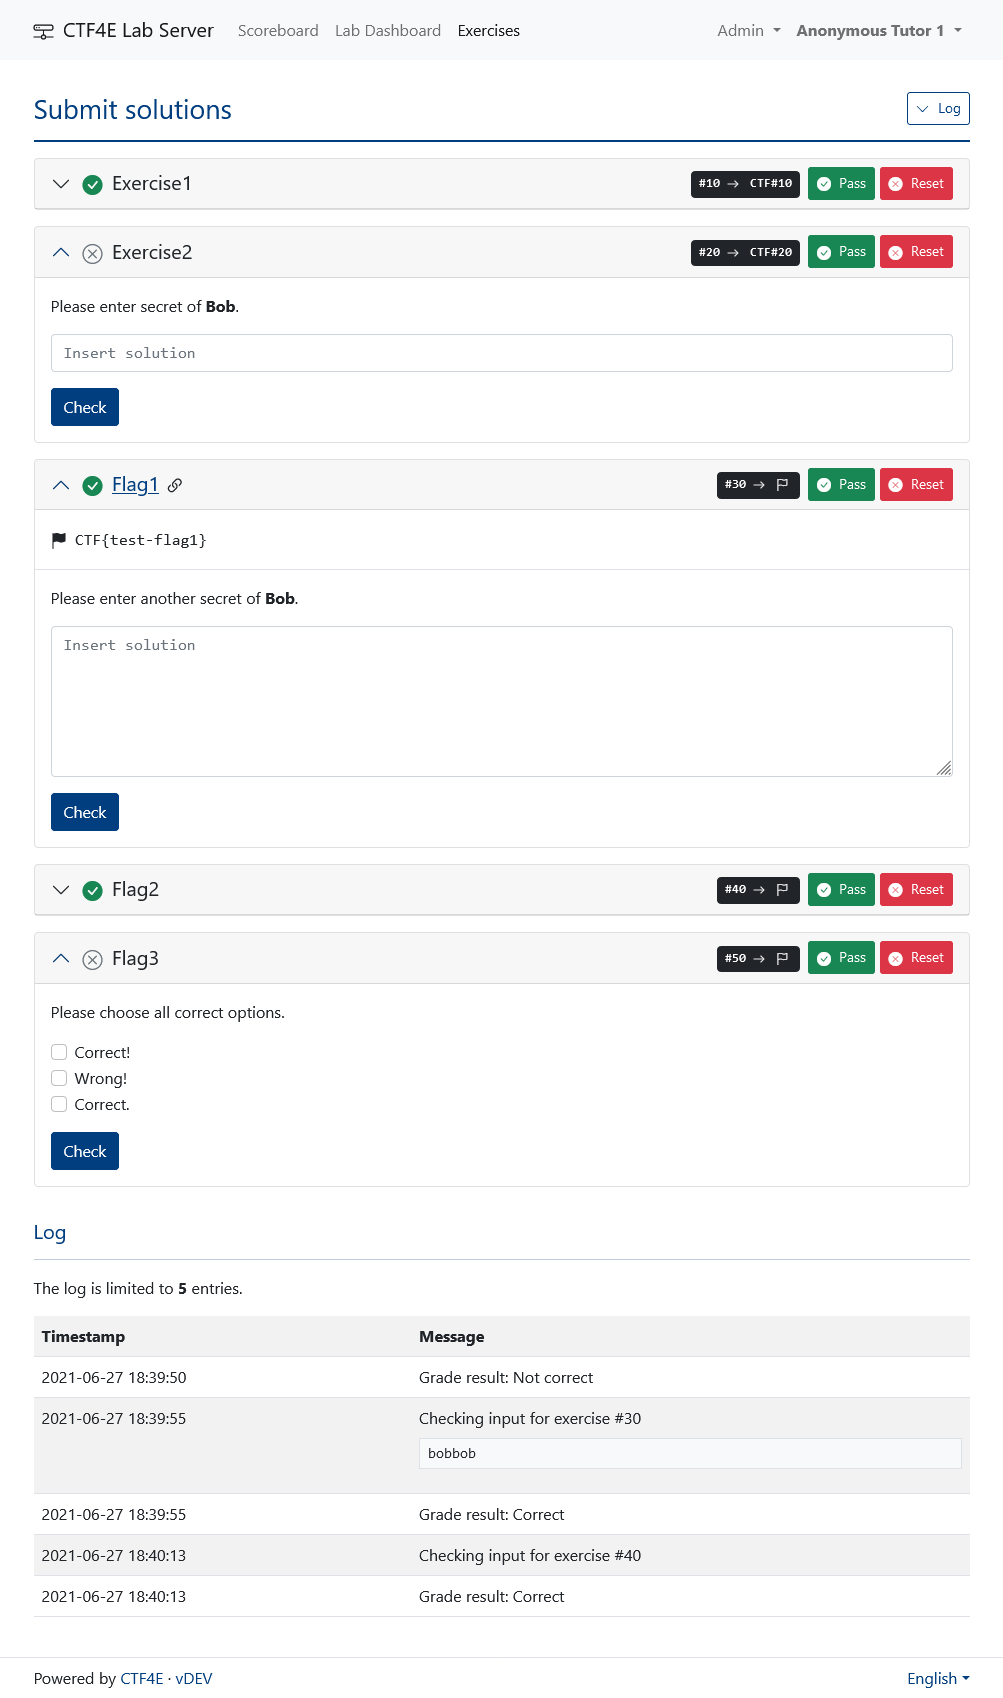 CTF4E Lab Server Scoreboard Lab Dashboard Exercises Admin Anonymous Tutor 1
Submit solutions Log
Exercise1 #10 → CTF#10 Pass Reset
Exercise2 #20 → CTF#20 Pass Reset
Please enter secret of Bob.
Insert solution
Check
Flag1 #30 → Pass Reset
CTF{test-flag1}
Please enter another secret of Bob.
Insert solution
Check
Flag2 #40 → Pass Reset
Flag3 #50 → Pass Reset
Please choose all correct options.
Correct!
Wrong!
Correct.
Check
Log
The log is limited to 5 entries.
Timestamp Message
2021-06-27 18:39:50 Grade result: Not correct
2021-06-27 18:39:55 Checking input for exercise #30
bobbob
2021-06-27 18:39:55 Grade result: Correct
2021-06-27 18:40:13 Checking input for exercise #40
2021-06-27 18:40:13 Grade result: Correct
Powered by CTF4E · vDEV English